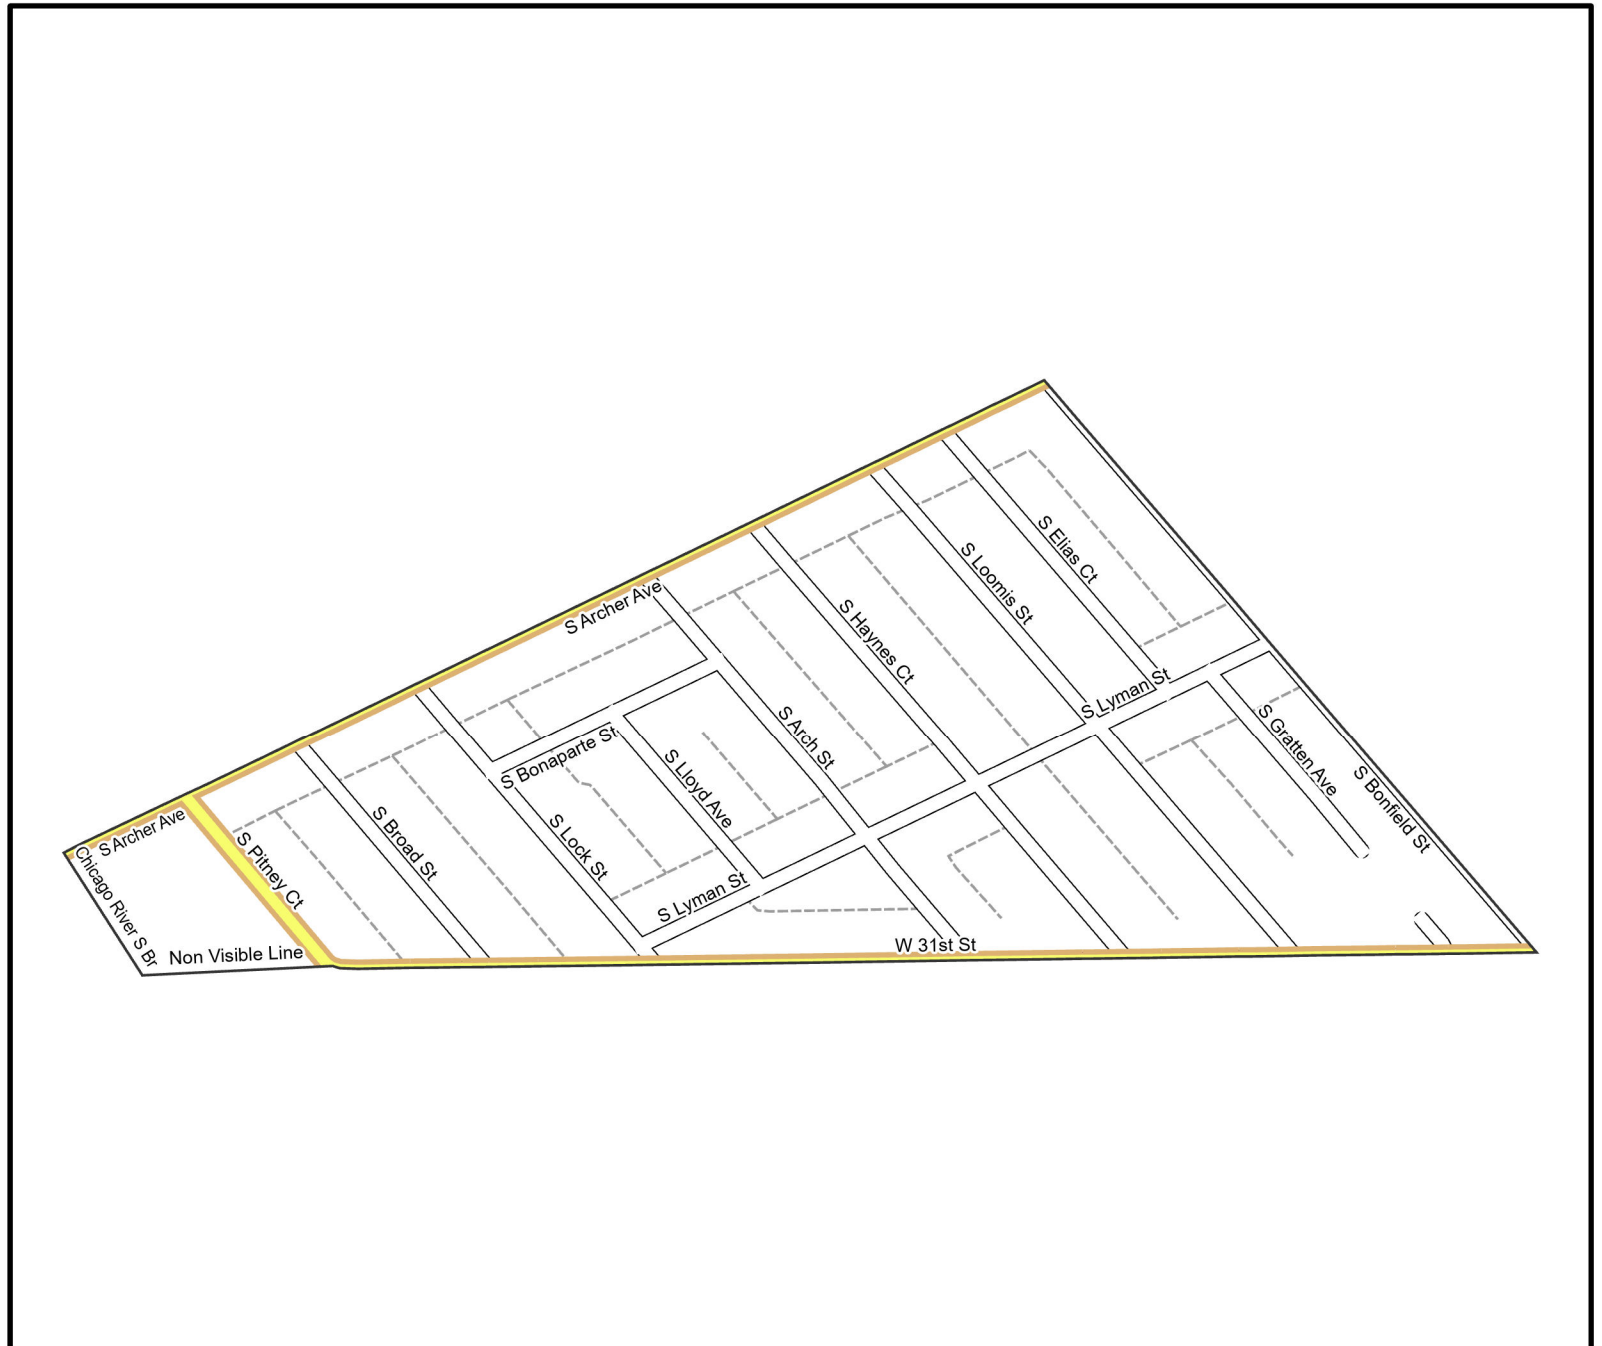 S Elias Ct
S Loomis St
S Archer Ave
S Haynes Ct
S Lyman St
S Arch St
S Gratten Ave
S Bonaparte St
S Lloyd Ave
S Bonfield St
S Archer Ave
S Pitney Ct
S Broad St
S Lock St
S Lyman St
Chicago River S Br
Non Visible Line
W 31st St